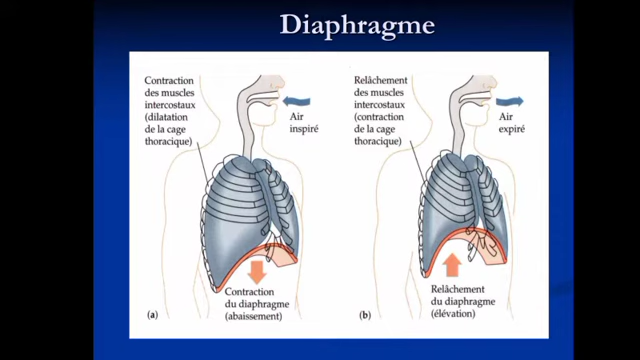 Diaphragme
Contraction
des muscles
intercostaux
(dilatation
de la cage
thoracique)
Air
inspiré
Contraction
du diaphragme
(abaissement)
(a)
Relâchement
des muscles
intercostaux
(contraction
de la cage
thoracique)
Air
expiré
Relâchement
du diaphragme
(élévation)
(b)